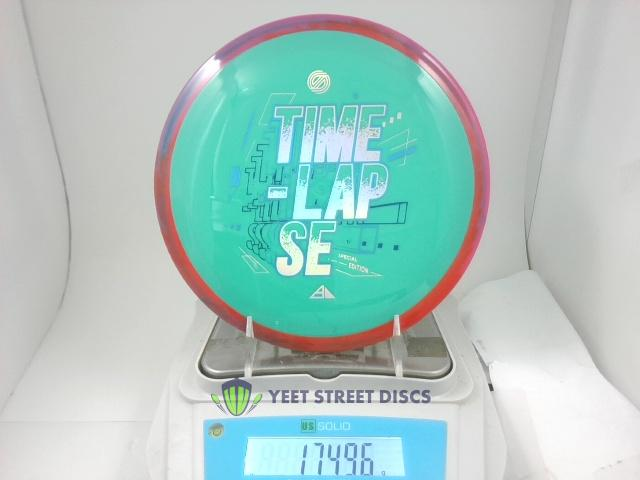 TIME
-LAP
SE
SPECIAL
EDITION
YEET STREET DISCS
US SOLID
174.96 g